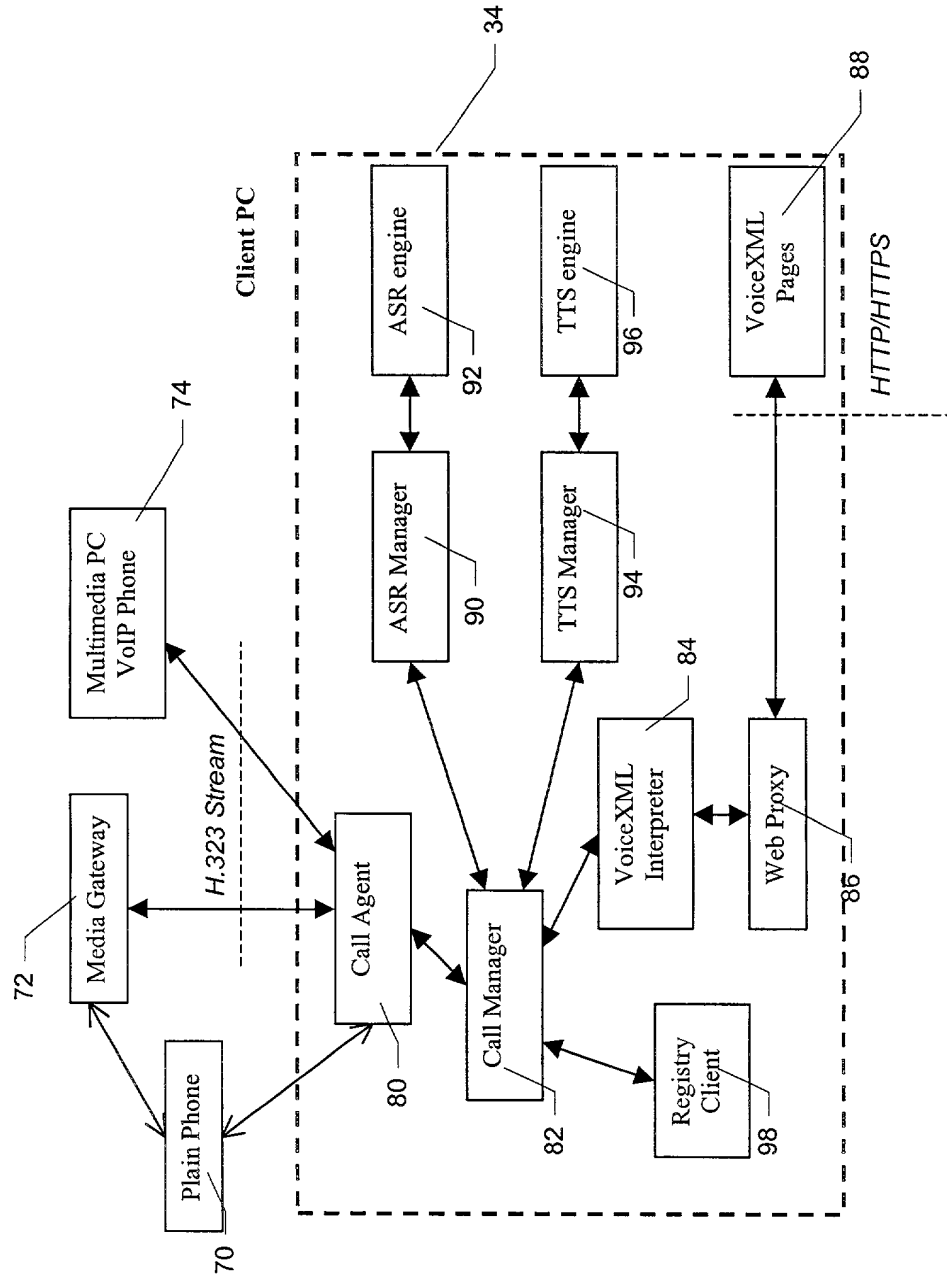 70
Plain Phone
72
Media Gateway
H.323 Stream
Multimedia PC
VoIP Phone
74
Client PC
34
80
Call Agent
82
Call Manager
98
Registry
Client
90
ASR Manager
92
ASR engine
94
TTS Manager
96
TTS engine
84
VoiceXML
Interpreter
86
Web Proxy
88
VoiceXML
Pages
HTTP/HTTPS